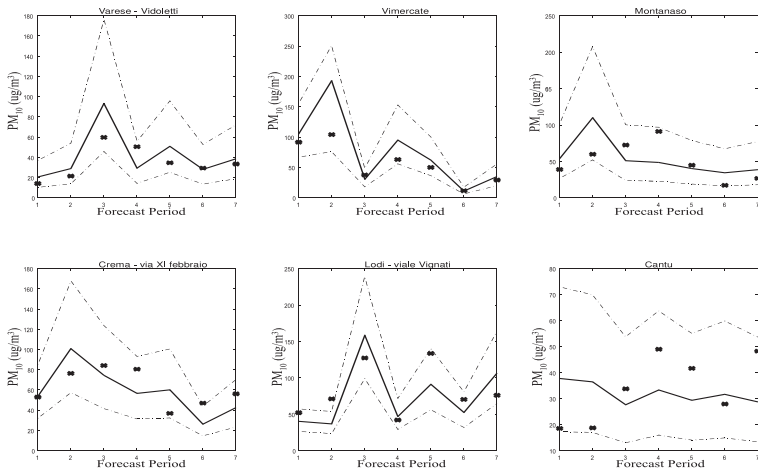 Varese - Vidoletti
PM10 (ug/m3)
180
160
140
120
100
80
60
40
20
0
1 2 3 4 5 6 7
Forecast Period
Vimercate
PM10 (ug/m3)
300
250
200
150
100
50
0
1 2 3 4 5 6 7
Forecast Period
Montanaso
PM10 (ug/m3)
250
200
65
100
50
0
1 2 3 4 5 6 7
Forecast Period
Crema - via XI febbraio
PM10 (ug/m3)
180
160
140
120
100
80
60
40
20
0
1 2 3 4 5 6 7
Forecast Period
Lodi - viale Vignati
PM10 (ug/m3)
250
200
150
100
50
0
1 2 3 4 5 6 7
Forecast Period
Cantu
PM10 (ug/m3)
80
70
60
50
40
30
20
10
1 2 3 4 5 6 7
Forecast Period